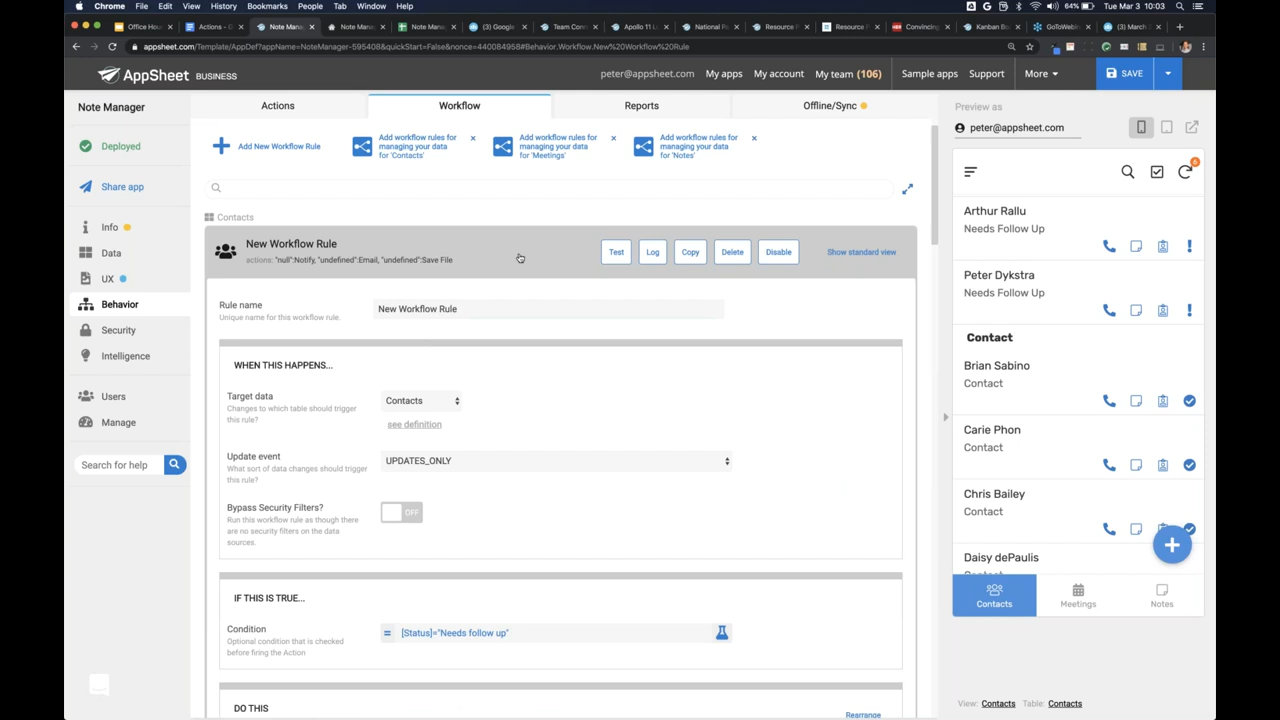 Chrome File Edit View History Bookmarks People Tab Window Help
64% Tue Mar 3 10:03
Office Hou Actions - G Note Mana Note Mana Note Mana (3) Google Team Conn Apollo 11 L National Po Resource F Resource F Convincing Kanban Bo GoToWebin (3) March
appsheet.com/Template/AppDef?appName=NoteManager-595408&quickStart=False&nonce=440084958#Behavior.Workflow.New%20Workflow%20Rule
AppSheet BUSINESS
peter@appsheet.com My apps My account My team (106) Sample apps Support More SAVE
Note Manager
Deployed
Share app
Info
Data
UX
Behavior
Security
Intelligence
Users
Manage
Search for help
Actions Workflow Reports Offline/Sync
Add New Workflow Rule
Add workflow rules for
managing your data
for 'Contacts'
Add workflow rules for
managing your data
for 'Meetings'
Add workflow rules for
managing your data
for 'Notes'
Contacts
New Workflow Rule
actions: "null":Notify, "undefined":Email, "undefined":Save File
Test Log Copy Delete Disable Show standard view
Rule name
Unique name for this workflow rule.
New Workflow Rule
WHEN THIS HAPPENS...
Target data
Changes to which table should trigger
this rule?
Contacts
see definition
Update event
What sort of data changes should trigger
this rule?
UPDATES_ONLY
Bypass Security Filters?
Run this workflow rule as though there
are no security filters on the data
sources.
OFF
IF THIS IS TRUE...
Condition
Optional condition that is checked
before firing the Action
= [Status]="Needs follow up"
DO THIS
Rearrange
Preview as
peter@appsheet.com
6
Arthur Rallu
Needs Follow Up
Peter Dykstra
Needs Follow Up
Contact
Brian Sabino
Contact
Carie Phon
Contact
Chris Bailey
Contact
Daisy dePaulis
Contact
Contacts Meetings Notes
View: Contacts Table: Contacts